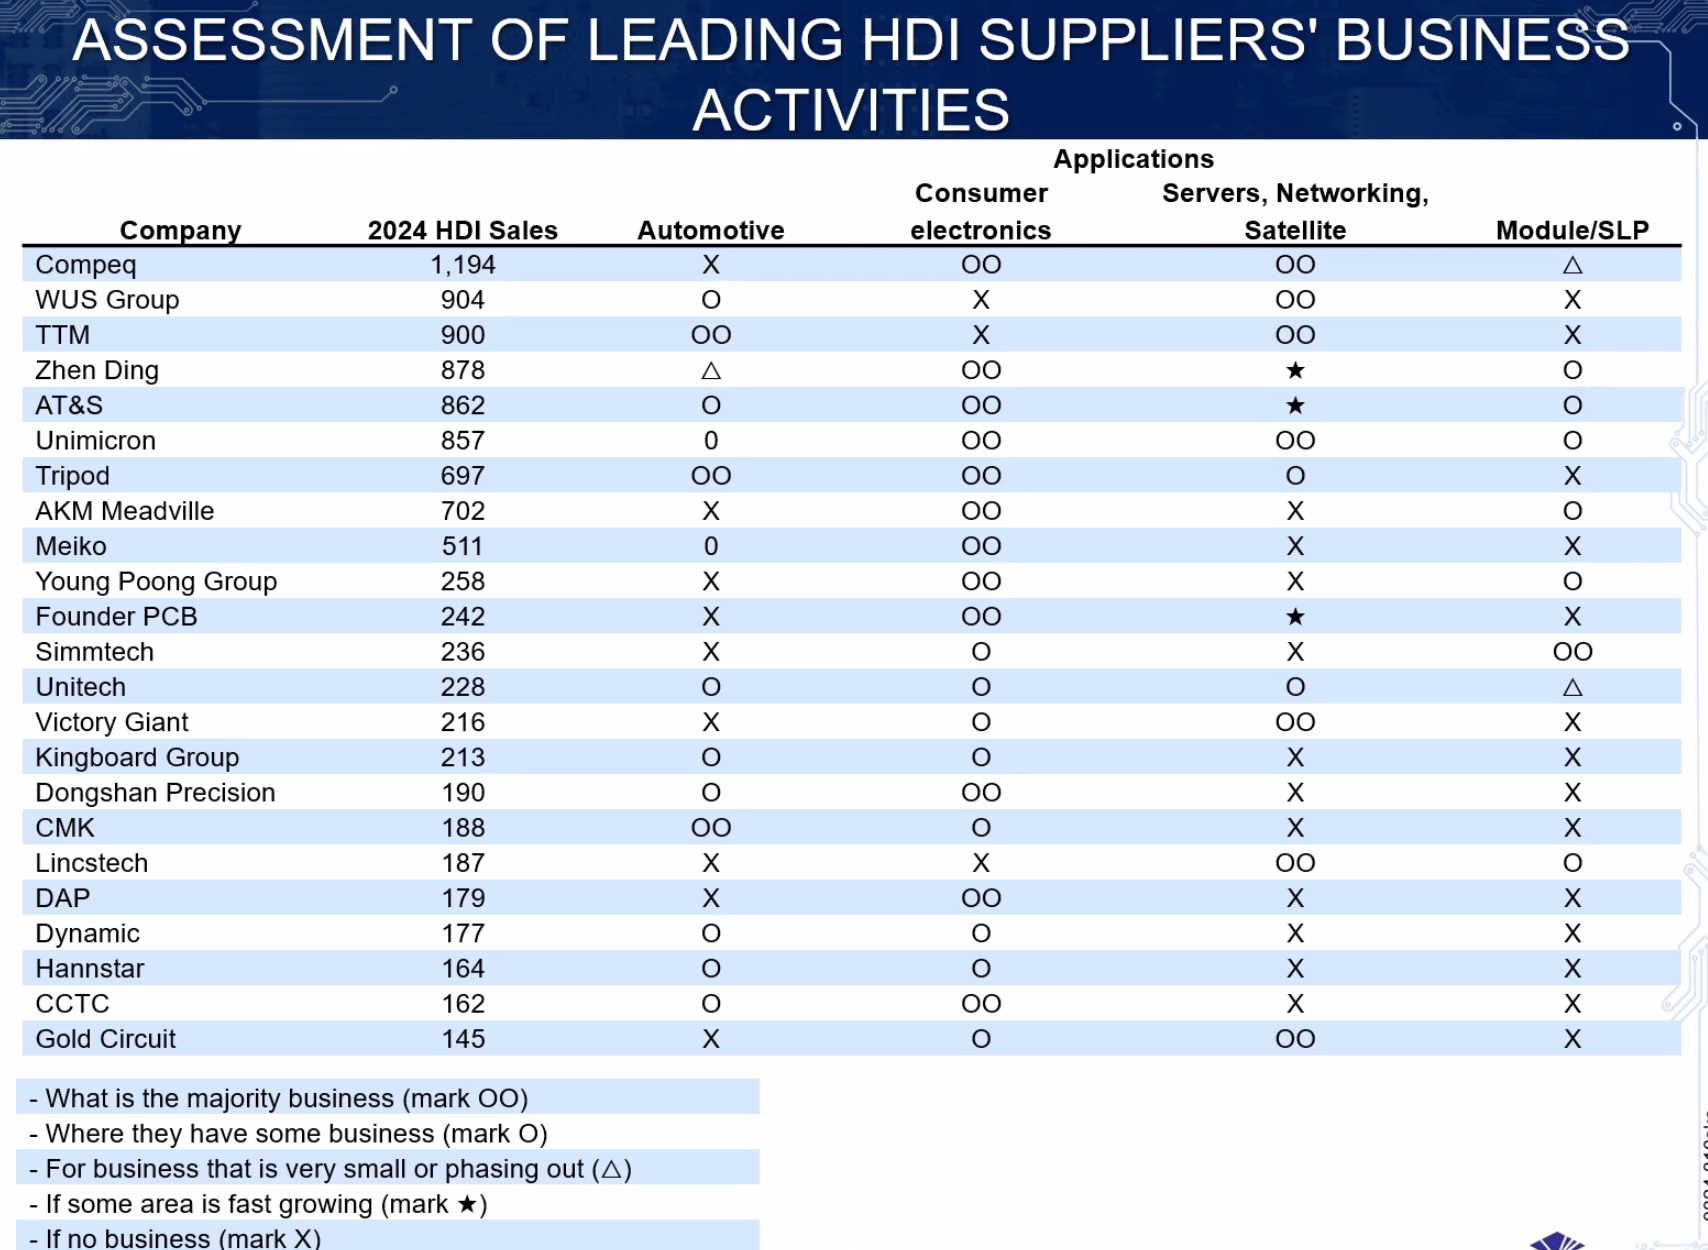 ASSESSMENT OF LEADING HDI SUPPLIERS' BUSINESS
ACTIVITIES
Applications
Consumer Servers, Networking,
Company 2024 HDI Sales Automotive electronics Satellite Module/SLP
Compeq 1,194 X OO OO △
WUS Group 904 O X OO X
TTM 900 OO X OO X
Zhen Ding 878 △ OO ★ O
AT&S 862 O OO ★ O
Unimicron 857 0 OO OO O
Tripod 697 OO OO O X
AKM Meadville 702 X OO X O
Meiko 511 0 OO X X
Young Poong Group 258 X OO X O
Founder PCB 242 X OO ★ X
Simmtech 236 X O X OO
Unitech 228 O O O △
Victory Giant 216 X O OO X
Kingboard Group 213 O O X X
Dongshan Precision 190 O OO X X
CMK 188 OO O X X
Lincstech 187 X X OO O
DAP 179 X OO X X
Dynamic 177 O O X X
Hannstar 164 O O X X
CCTC 162 O OO X X
Gold Circuit 145 X O OO X
- What is the majority business (mark OO)
- Where they have some business (mark O)
- For business that is very small or phasing out (△)
- If some area is fast growing (mark ★)
- If no business (mark X)